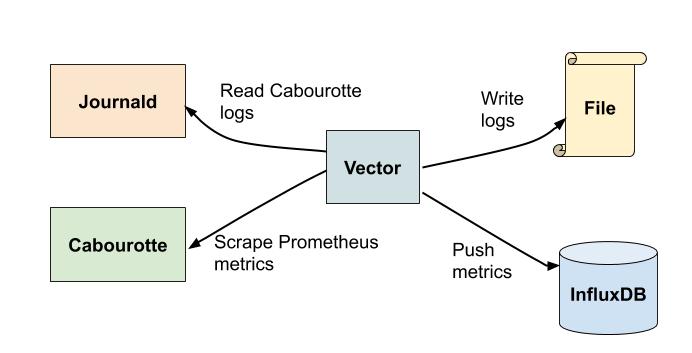 Journald
Read Cabourotte
logs
Write
logs
File
Vector
Cabourotte
Scrape Prometheus
metrics
Push
metrics
InfluxDB